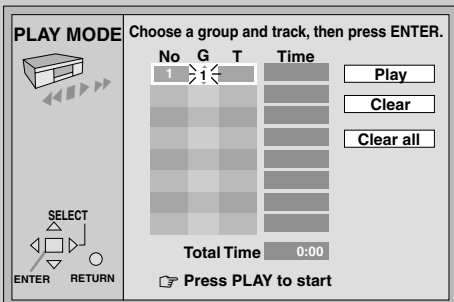 PLAY MODE
Choose a group and track, then press ENTER.
No G T Time
1 1
Play
Clear
Clear all
SELECT
ENTER RETURN
Total Time 0:00
☞ Press PLAY to start